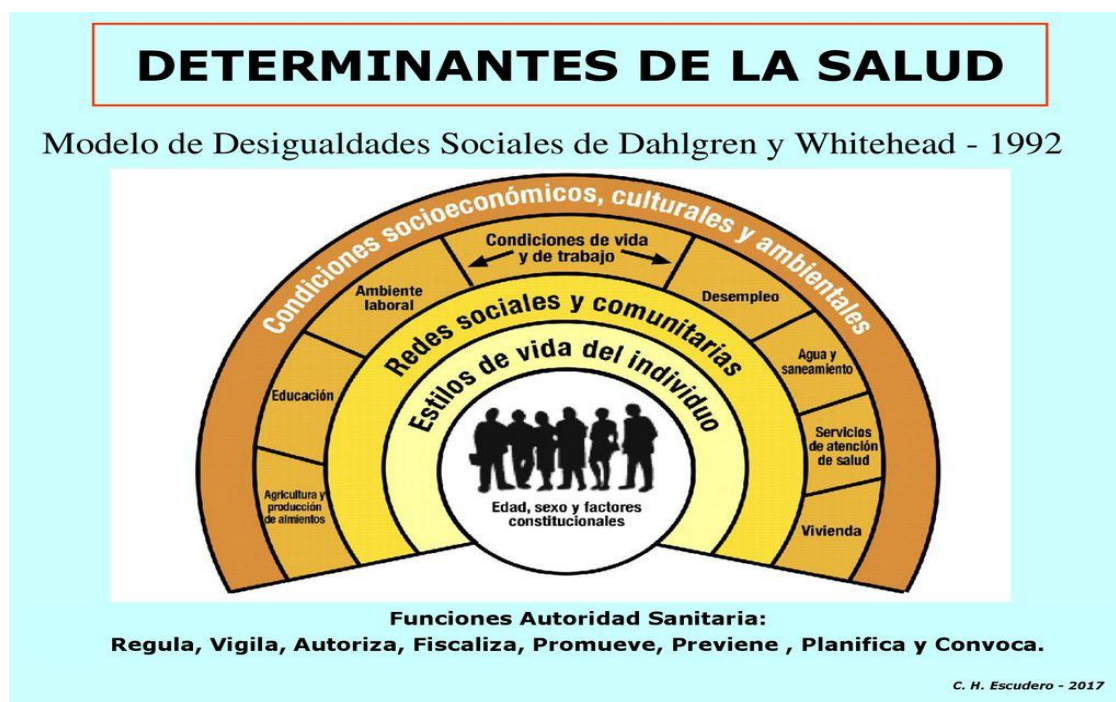 DETERMINANTES DE LA SALUD
Modelo de Desigualdades Sociales de Dahlgren y Whitehead - 1992
Condiciones socioeconómicos, culturales y ambientales
Condiciones de vida
y de trabajo
Ambiente
laboral
Desempleo
Educación
Agua y
saneamiento
Agricultura y
producción
de almientos
Servicios
de atención
de salud
Vivienda
Redes sociales y comunitarias
Estilos de vida del individuo
Edad, sexo y factores
constitucionales
Funciones Autoridad Sanitaria:
Regula, Vigila, Autoriza, Fiscaliza, Promueve, Previene , Planifica y Convoca.
C. H. Escudero - 2017